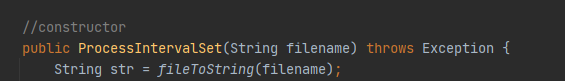 //constructor
public ProcessIntervalSet(String filename) throws Exception {
    String str = fileToString(filename);